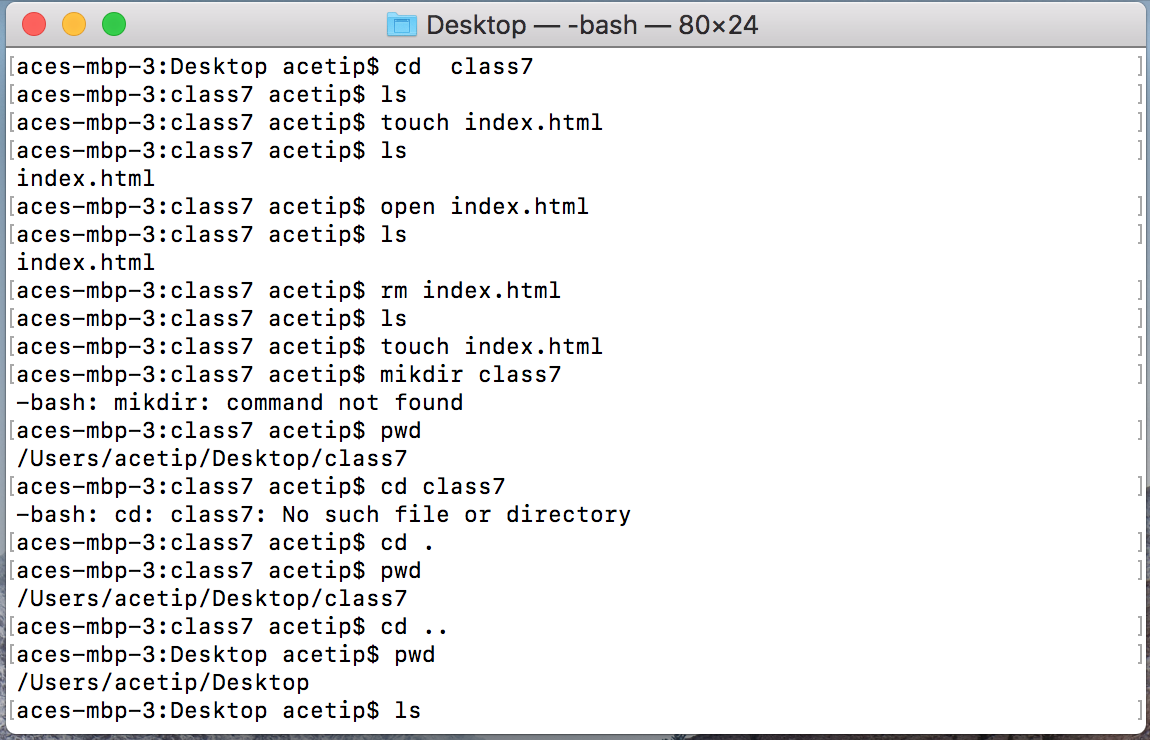 Desktop — -bash — 80×24
[aces-mbp-3:Desktop acetip$ cd  class7 ]
[aces-mbp-3:class7 acetip$ ls ]
[aces-mbp-3:class7 acetip$ touch index.html ]
[aces-mbp-3:class7 acetip$ ls ]
index.html
[aces-mbp-3:class7 acetip$ open index.html ]
[aces-mbp-3:class7 acetip$ ls ]
index.html
[aces-mbp-3:class7 acetip$ rm index.html ]
[aces-mbp-3:class7 acetip$ ls ]
[aces-mbp-3:class7 acetip$ touch index.html ]
[aces-mbp-3:class7 acetip$ mikdir class7 ]
-bash: mikdir: command not found
[aces-mbp-3:class7 acetip$ pwd ]
/Users/acetip/Desktop/class7
[aces-mbp-3:class7 acetip$ cd class7 ]
-bash: cd: class7: No such file or directory
[aces-mbp-3:class7 acetip$ cd . ]
[aces-mbp-3:class7 acetip$ pwd ]
/Users/acetip/Desktop/class7
[aces-mbp-3:class7 acetip$ cd .. ]
[aces-mbp-3:Desktop acetip$ pwd ]
/Users/acetip/Desktop
[aces-mbp-3:Desktop acetip$ ls ]